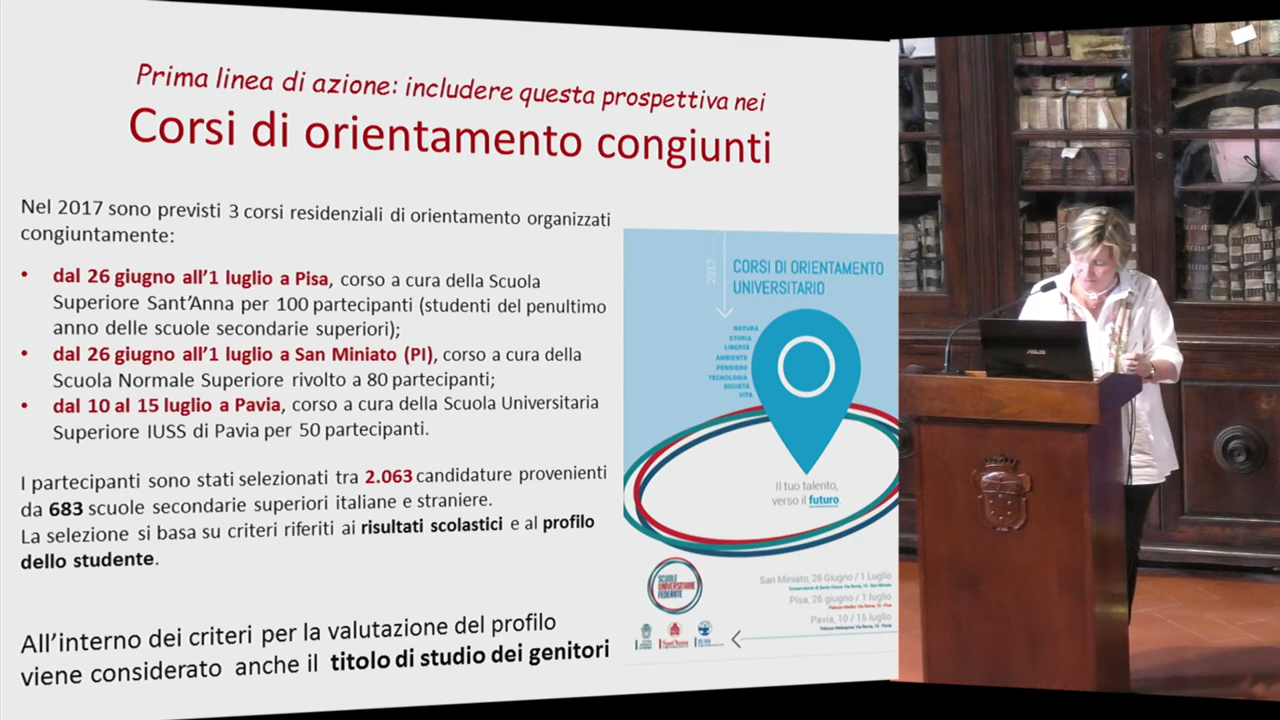 Prima linea di azione: includere questa prospettiva nei
Corsi di orientamento congiunti
Nel 2017 sono previsti 3 corsi residenziali di orientamento organizzati
congiuntamente:
• dal 26 giugno all’1 luglio a Pisa, corso a cura della Scuola
Superiore Sant’Anna per 100 partecipanti (studenti del penultimo
anno delle scuole secondarie superiori);
• dal 26 giugno all’1 luglio a San Miniato (PI), corso a cura della
Scuola Normale Superiore rivolto a 80 partecipanti;
• dal 10 al 15 luglio a Pavia, corso a cura della Scuola Universitaria
Superiore IUSS di Pavia per 50 partecipanti.
I partecipanti sono stati selezionati tra 2.063 candidature provenienti
da 683 scuole secondarie superiori italiane e straniere.
La selezione si basa su criteri riferiti ai risultati scolastici e al profilo
dello studente.
All’interno dei criteri per la valutazione del profilo
viene considerato anche il titolo di studio dei genitori
2017
CORSI DI ORIENTAMENTO
UNIVERSITARIO
NATURA
STORIA
LIBERTÀ
AMBIENTE
PENSIERO
TECNOLOGIA
SOCIETÀ
VITA
Il tuo talento,
verso il futuro
SCUOLE
UNIVERSITARIE
FEDERATE
San Miniato, 26 Giugno / 1 Luglio
Pisa, 26 giugno / 1 luglio
Pavia, 10 / 15 luglio
ASUS